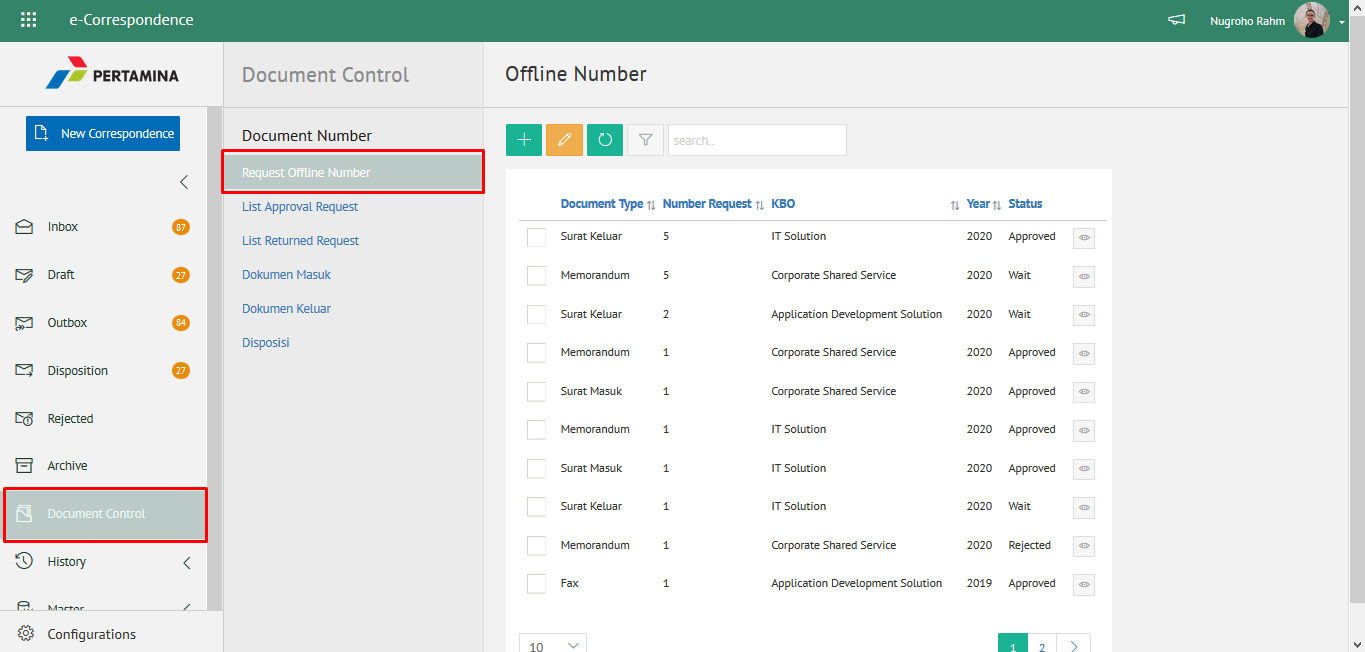 e-Correspondence
Nugroho Rahm
PERTAMINA
New Correspondence
Inbox 87
Draft 27
Outbox 84
Disposition 27
Rejected
Archive
Document Control
History
Master
Configurations
Document Control
Document Number
Request Offline Number
List Approval Request
List Returned Request
Dokumen Masuk
Dokumen Keluar
Disposisi
Offline Number
search..
Document Type Number Request KBO Year Status
Surat Keluar 5 IT Solution 2020 Approved
Memorandum 5 Corporate Shared Service 2020 Wait
Surat Keluar 2 Application Development Solution 2020 Wait
Memorandum 1 Corporate Shared Service 2020 Approved
Surat Masuk 1 Corporate Shared Service 2020 Approved
Memorandum 1 IT Solution 2020 Approved
Surat Masuk 1 IT Solution 2020 Approved
Surat Keluar 1 IT Solution 2020 Wait
Memorandum 1 Corporate Shared Service 2020 Rejected
Fax 1 Application Development Solution 2019 Approved
10 1 2